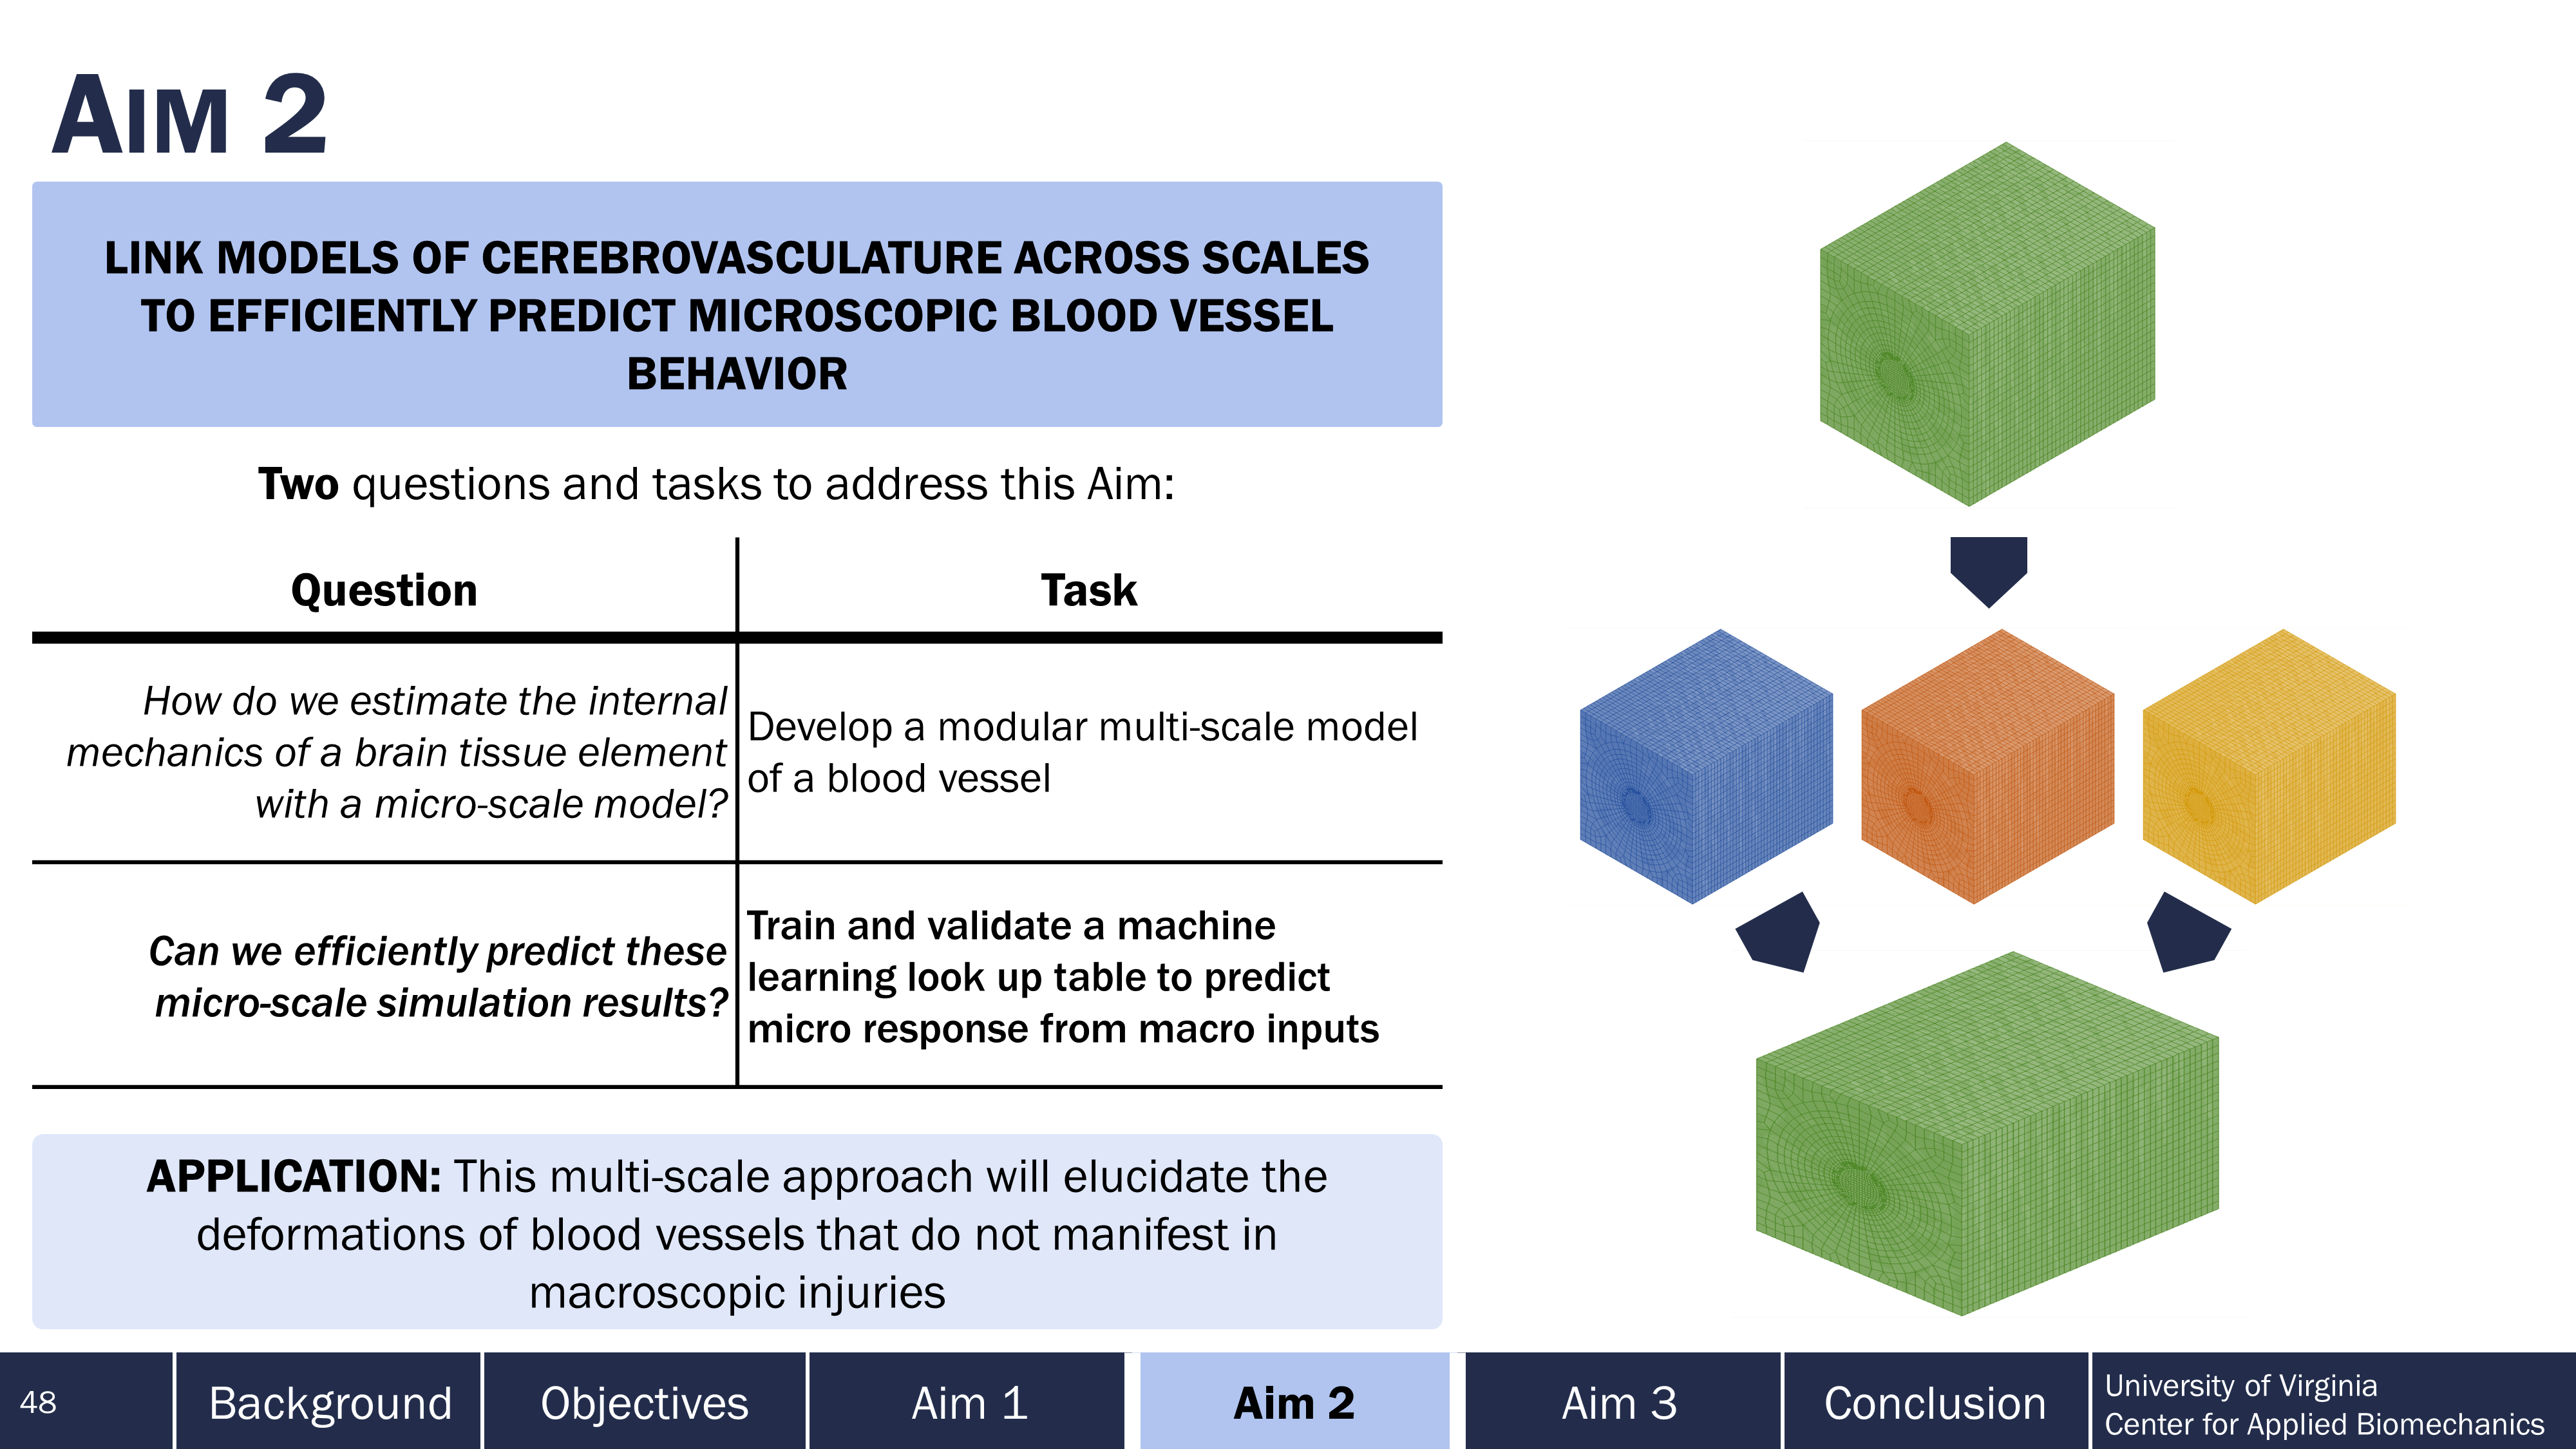 AIM 2
LINK MODELS OF CEREBROVASCULATURE ACROSS SCALES
TO EFFICIENTLY PREDICT MICROSCOPIC BLOOD VESSEL
BEHAVIOR
Two questions and tasks to address this Aim:
Question
Task
How do we estimate the internal
mechanics of a brain tissue element
with a micro-scale model?
Develop a modular multi-scale model
of a blood vessel
Can we efficiently predict these
micro-scale simulation results?
Train and validate a machine
learning look up table to predict
micro response from macro inputs
APPLICATION: This multi-scale approach will elucidate the
deformations of blood vessels that do not manifest in
macroscopic injuries
48
Background
Objectives
Aim 1
Aim 2
Aim 3
Conclusion
University of Virginia
Center for Applied Biomechanics